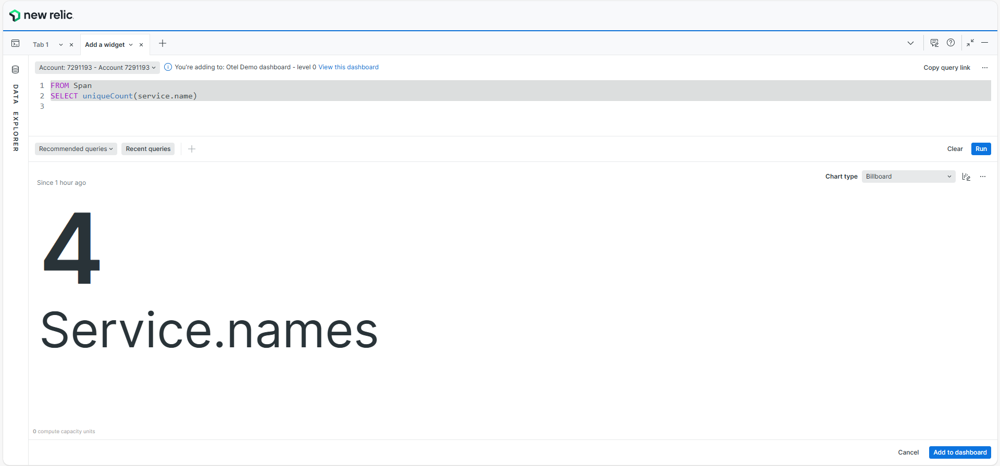 new relic
Tab 1
Add a widget
Account: 7291193 - Account 7291193
You're adding to: Otel Demo dashboard - level 0 View this dashboard
Copy query link
DATA EXPLORER
1 FROM Span
2 SELECT uniqueCount(service.name)
3
Recommended queries
Recent queries
Clear
Run
Since 1 hour ago
Chart type
Billboard
4
Service.names
0 compute capacity units
Cancel
Add to dashboard